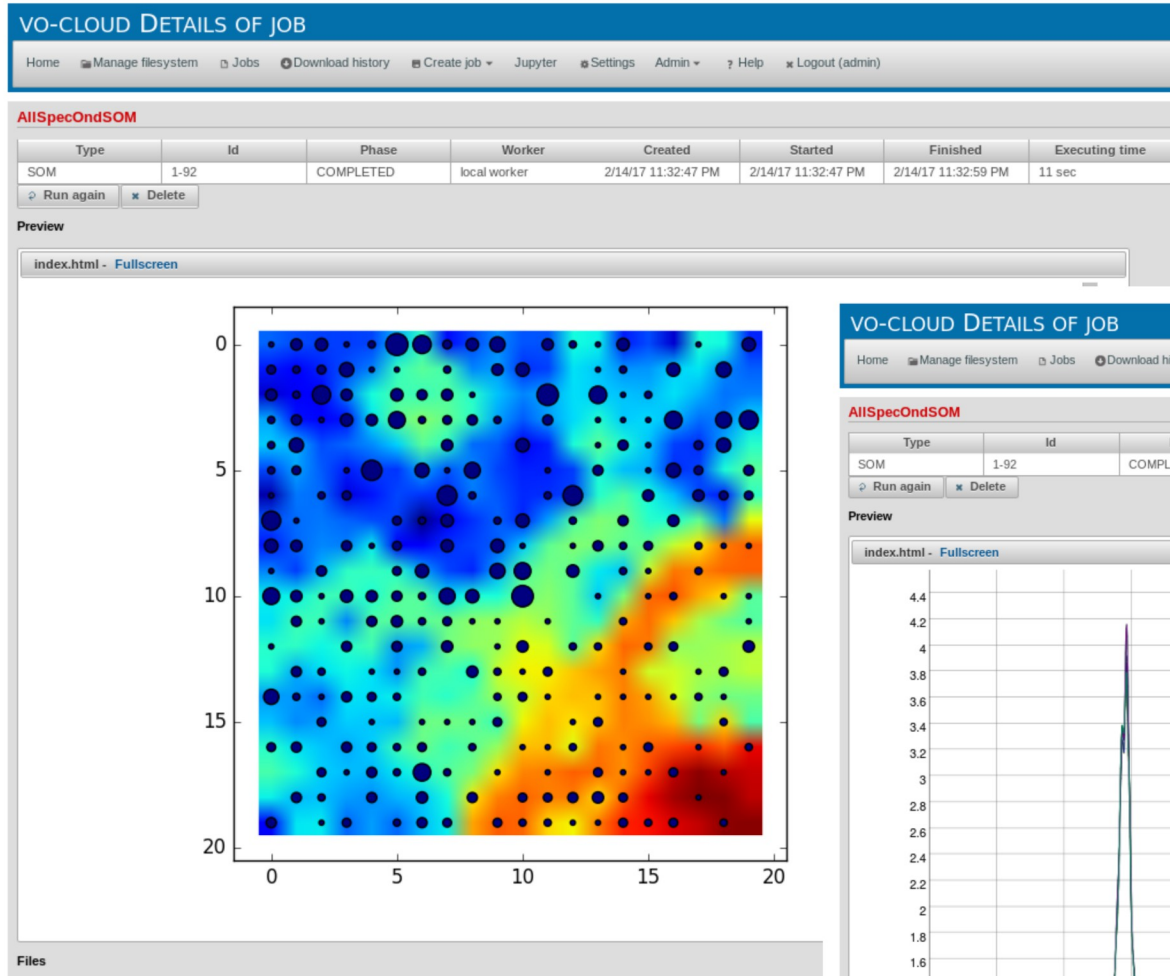 VO-CLOUD DETAILS OF JOB
Home Manage filesystem Jobs Download history Create job Jupyter Settings Admin ? Help Logout (admin)
AllSpecOndSOM
Type Id Phase Worker Created Started Finished Executing time
SOM 1-92 COMPLETED local worker 2/14/17 11:32:47 PM 2/14/17 11:32:47 PM 2/14/17 11:32:59 PM 11 sec
Run again Delete
Preview
index.html - Fullscreen
0
5
10
15
20
0 5 10 15 20
Files
VO-CLOUD DETAILS OF JOB
Home Manage filesystem Jobs Download hi
AllSpecOndSOM
Type Id
SOM 1-92 COMPL
Run again Delete
Preview
index.html - Fullscreen
4.4
4.2
4
3.8
3.6
3.4
3.2
3
2.8
2.6
2.4
2.2
2
1.8
1.6